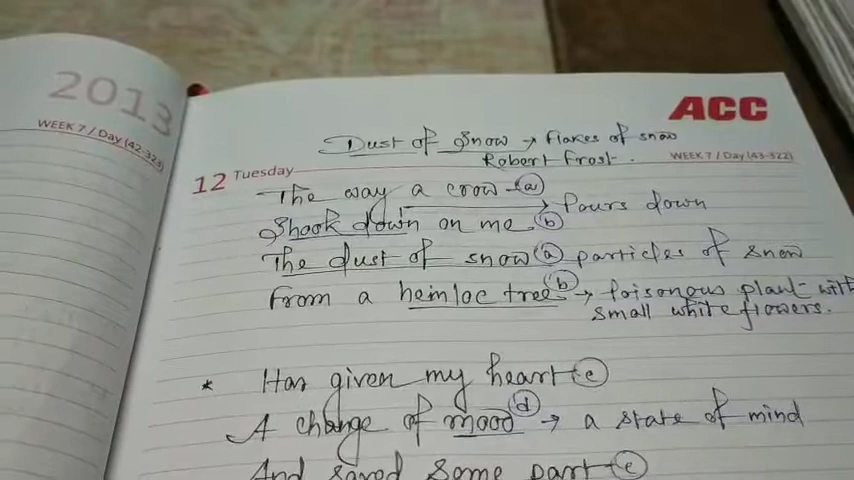 2013
WEEK 7 / Day (42-323)
ACC
Dust of Snow → flakes of snow
Robert Frost.
WEEK 7 / Day (43-322)
12 Tuesday
The way a crow (a)
Shook down on me (b) → Pours down
The dust of snow (a) particles of snow
From a hemloc tree (b) → poisonous plant with
small white flowers.
* Has given my heart (c)
A change of mood (d) → a state of mind
And saved some part (c)